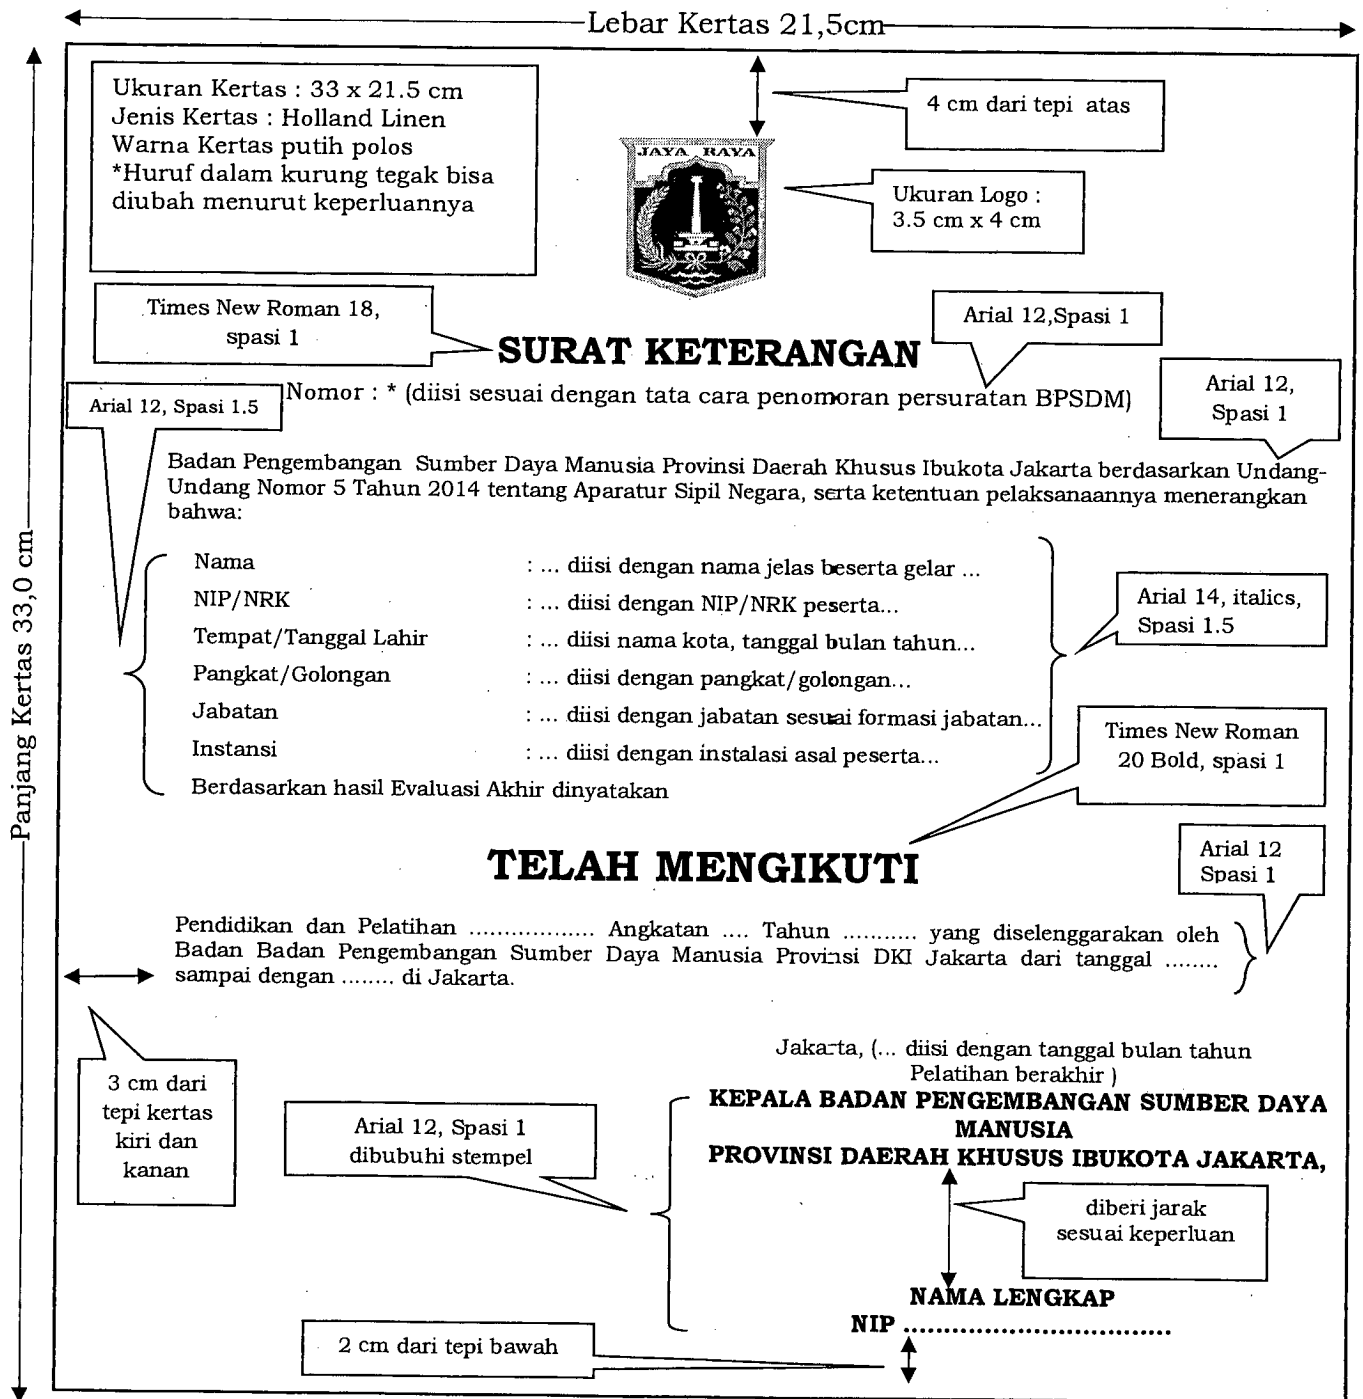 Lebar Kertas 21,5cm
Panjang Kertas 33,0 cm
Ukuran Kertas : 33 x 21.5 cm
Jenis Kertas : Holland Linen
Warna Kertas putih polos
*Huruf dalam kurung tegak bisa
diubah menurut keperluannya
4 cm dari tepi atas
JAYA RAYA
Ukuran Logo :
3.5 cm x 4 cm
Times New Roman 18,
spasi 1
Arial 12,Spasi 1
SURAT KETERANGAN
Arial 12, Spasi 1.5
Nomor : * (diisi sesuai dengan tata cara penomoran persuratan BPSDM)
Arial 12,
Spasi 1
Badan Pengembangan Sumber Daya Manusia Provinsi Daerah Khusus Ibukota Jakarta berdasarkan Undang-
Undang Nomor 5 Tahun 2014 tentang Aparatur Sipil Negara, serta ketentuan pelaksanaannya menerangkan
bahwa:
Nama : ... diisi dengan nama jelas beserta gelar ...
NIP/NRK : ... diisi dengan NIP/NRK peserta...
Tempat/Tanggal Lahir : ... diisi nama kota, tanggal bulan tahun...
Pangkat/Golongan : ... diisi dengan pangkat/golongan...
Jabatan : ... diisi dengan jabatan sesuai formasi jabatan...
Instansi : ... diisi dengan instalasi asal peserta...
Berdasarkan hasil Evaluasi Akhir dinyatakan
Arial 14, italics,
Spasi 1.5
Times New Roman
20 Bold, spasi 1
TELAH MENGIKUTI
Arial 12
Spasi 1
Pendidikan dan Pelatihan .................. Angkatan .... Tahun ........... yang diselenggarakan oleh
Badan Badan Pengembangan Sumber Daya Manusia Provinsi DKI Jakarta dari tanggal ........
sampai dengan ........ di Jakarta.
3 cm dari
tepi kertas
kiri dan
kanan
Jakarta, (... diisi dengan tanggal bulan tahun
Pelatihan berakhir )
KEPALA BADAN PENGEMBANGAN SUMBER DAYA
MANUSIA
PROVINSI DAERAH KHUSUS IBUKOTA JAKARTA,
Arial 12, Spasi 1
dibubuhi stempel
diberi jarak
sesuai keperluan
NAMA LENGKAP
NIP ................................
2 cm dari tepi bawah